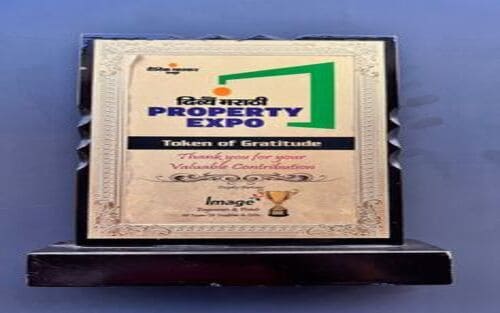 दिव्य मराठी
PROPERTY
EXPO
Token of Gratitude
Thank you for your
Valuable Contribution
Image